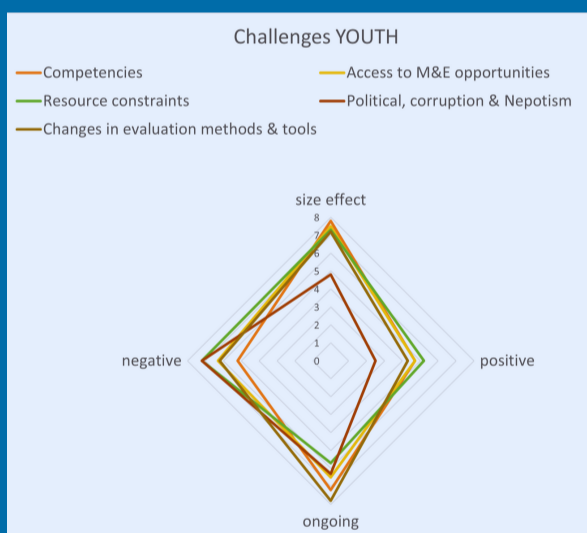 Challenges YOUTH
Competencies
Access to M&E opportunities
Resource constraints
Political, corruption & Nepotism
Changes in evaluation methods & tools
size effect
8
7
6
5
4
3
2
1
0
negative
positive
ongoing